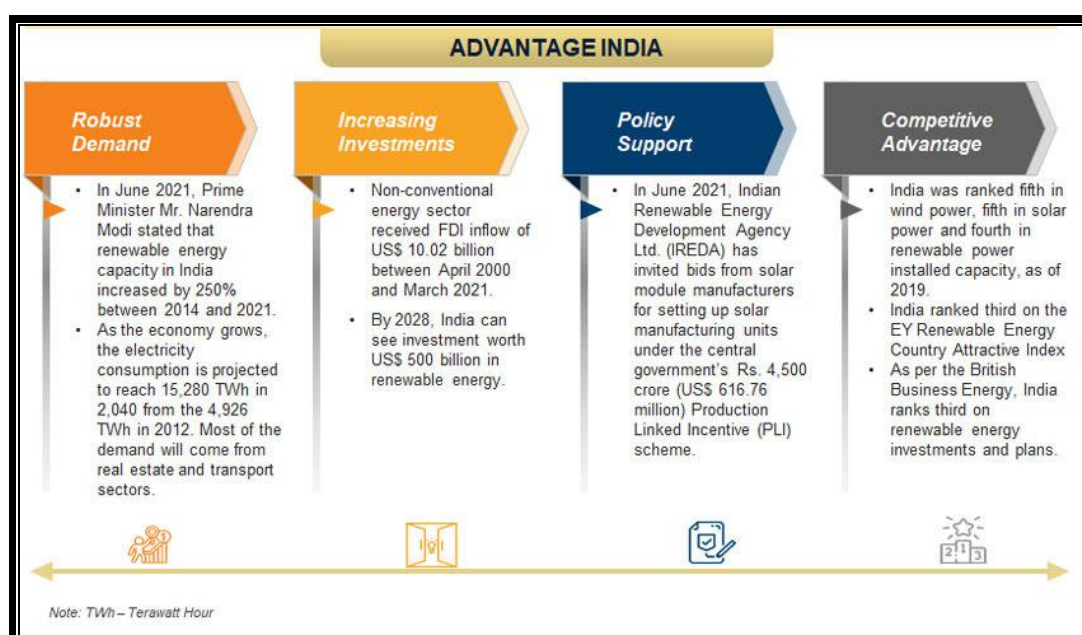 ADVANTAGE INDIA
Robust
Demand
• In June 2021, Prime
Minister Mr. Narendra
Modi stated that
renewable energy
capacity in India
increased by 250%
between 2014 and 2021.
• As the economy grows,
the electricity
consumption is projected
to reach 15,280 TWh in
2,040 from the 4,926
TWh in 2012. Most of the
demand will come from
real estate and transport
sectors.
Increasing
Investments
• Non-conventional
energy sector
received FDI inflow of
US$ 10.02 billion
between April 2000
and March 2021.
• By 2028, India can
see investment worth
US$ 500 billion in
renewable energy.
Policy
Support
• In June 2021, Indian
Renewable Energy
Development Agency
Ltd. (IREDA) has
invited bids from solar
module manufacturers
for setting up solar
manufacturing units
under the central
government's Rs. 4,500
crore (US$ 616.76
million) Production
Linked Incentive (PLI)
scheme.
Competitive
Advantage
• India was ranked fifth in
wind power, fifth in solar
power and fourth in
renewable power
installed capacity, as of
2019.
• India ranked third on the
EY Renewable Energy
Country Attractive Index
• As per the British
Business Energy, India
ranks third on
renewable energy
investments and plans.
2 1 3
Note: TWh – Terawatt Hour